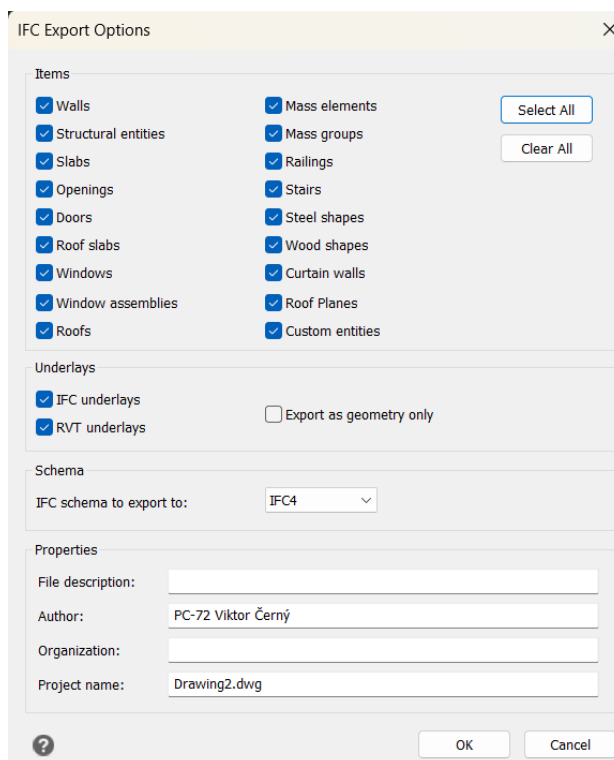 IFC Export Options
Items
Walls
Mass elements
Select All
Structural entities
Mass groups
Clear All
Slabs
Railings
Openings
Stairs
Doors
Steel shapes
Roof slabs
Wood shapes
Windows
Curtain walls
Window assemblies
Roof Planes
Roofs
Custom entities
Underlays
IFC underlays
Export as geometry only
RVT underlays
Schema
IFC schema to export to:
IFC4
Properties
File description:
Author:
PC-72 Viktor Černý
Organization:
Project name:
Drawing2.dwg
?
OK
Cancel